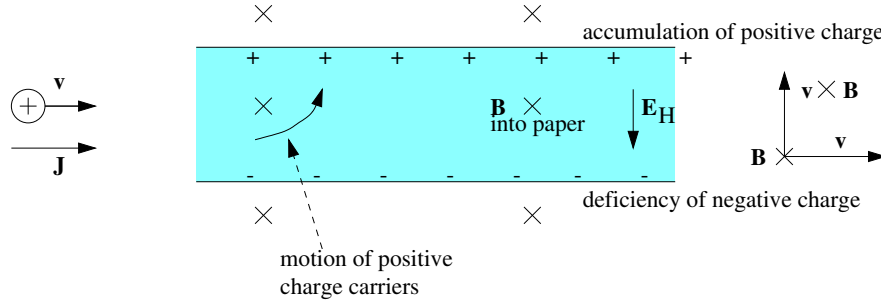 accumulation of positive charge
+ + + + + + +
v
+
J
B
into paper
E_H
v × B
B
v
- - - - - - -
deficiency of negative charge
motion of positive
charge carriers